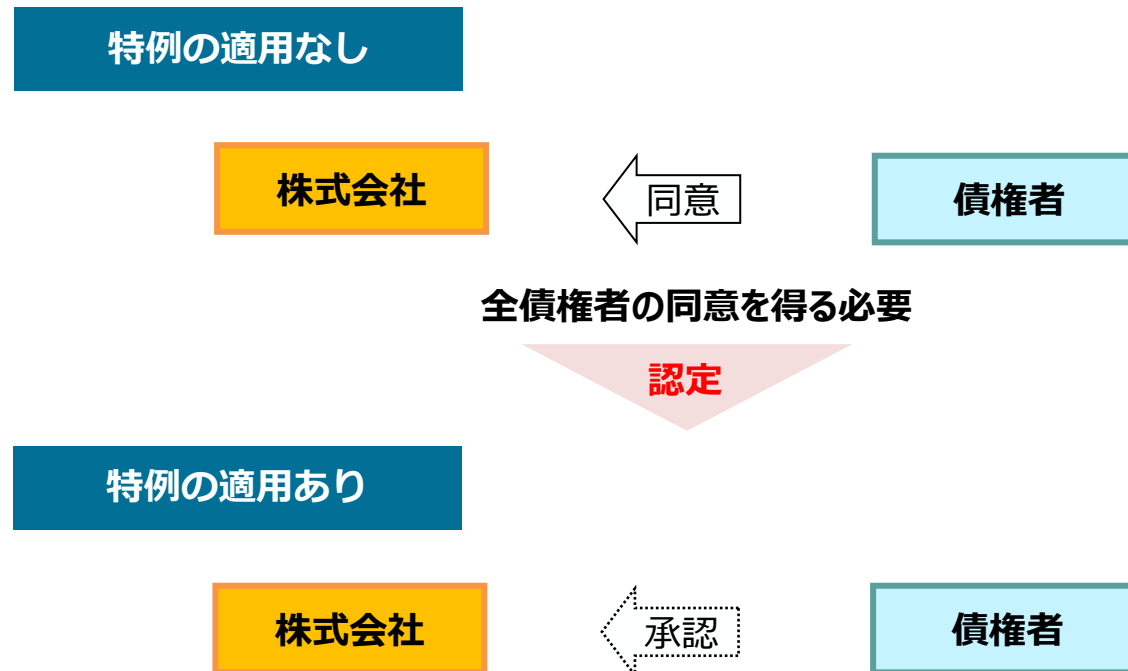 特例の適用なし
株式会社
同意
債権者
全債権者の同意を得る必要
認定
特例の適用あり
株式会社
承認
債権者